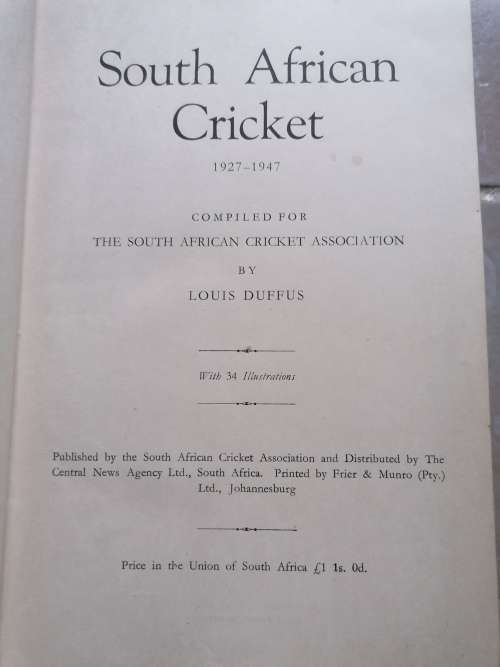 South African
Cricket
1927–1947
COMPILED FOR
THE SOUTH AFRICAN CRICKET ASSOCIATION
BY
LOUIS DUFFUS
With 34 Illustrations
Published by the South African Cricket Association and Distributed by The
Central News Agency Ltd., South Africa. Printed by Frier & Munro (Pty.)
Ltd., Johannesburg
Price in the Union of South Africa £1 1s. 0d.